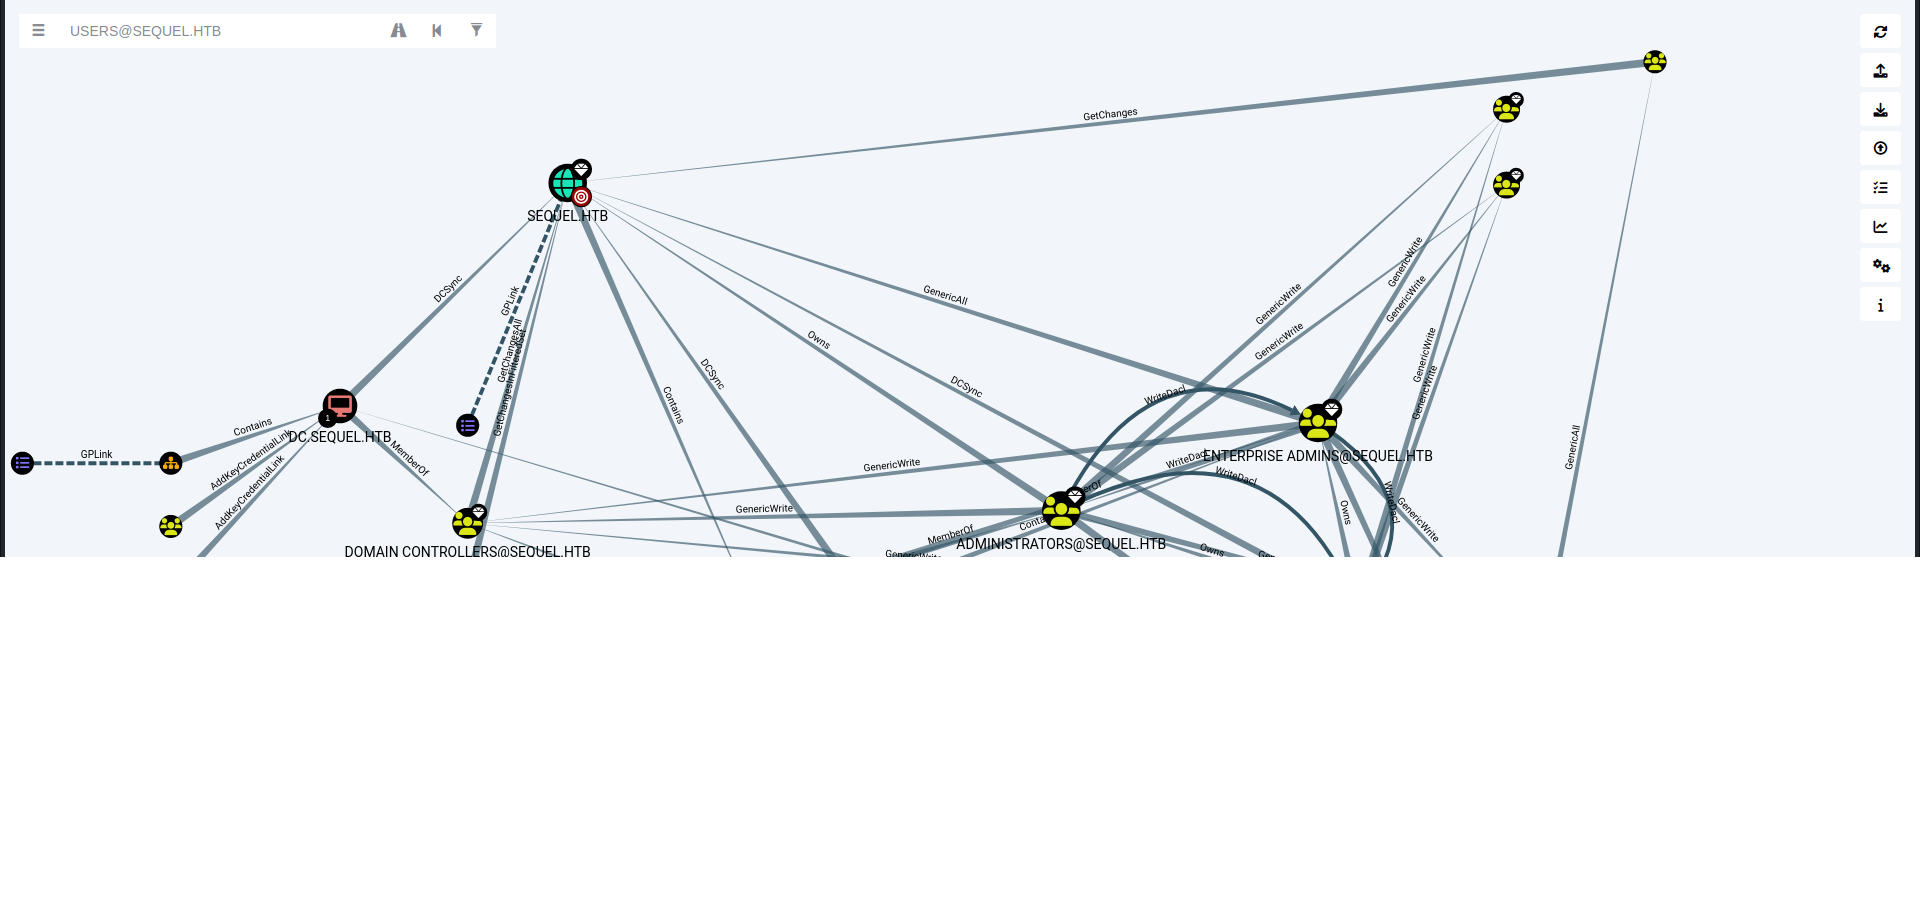 USERS@SEQUEL.HTB
GetChanges
SEQUEL.HTB
DCSync
GPLink
GetChangesAll
GetChangesInFilteredSet
GenericAll
Owns
DCSync
DCSync
Contains
GenericWrite
GenericWrite
GenericWrite
GenericWrite
GenericWrite
GenericWrite
WriteDacl
1
DC.SEQUEL.HTB
Contains
GPLink
AddKeyCredentialLink
AddKeyCredentialLink
MemberOf
GenericWrite
ENTERPRISE ADMINS@SEQUEL.HTB
WriteDacl
WriteDacl
WriteDacl
GenericAll
Owns
GenericWrite
GenericWrite
MemberOf
DOMAIN CONTROLLERS@SEQUEL.HTB
ADMINISTRATORS@SEQUEL.HTB
Owns